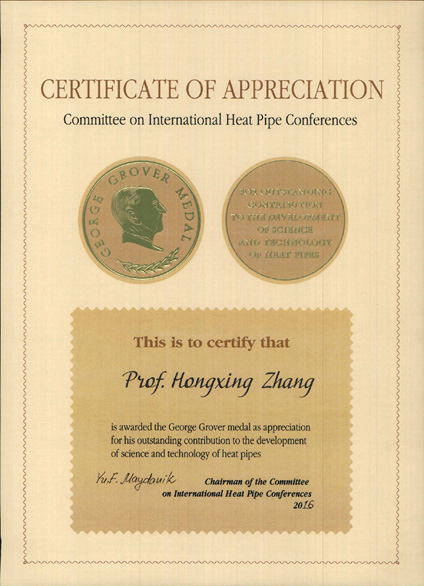 CERTIFICATE OF APPRECIATION
Committee on International Heat Pipe Conferences
GEORGE GROVER MEDAL
FOR OUTSTANDING
CONTRIBUTION
TO THE DEVELOPMENT
OF SCIENCE
AND TECHNOLOGY
OF HEAT PIPES
This is to certify that
Prof. Hongxing Zhang
is awarded the George Grover medal as appreciation
for his outstanding contribution to the development
of science and technology of heat pipes
Yu.F. Maydanik
Chairman of the Committee
on International Heat Pipe Conferences
2016